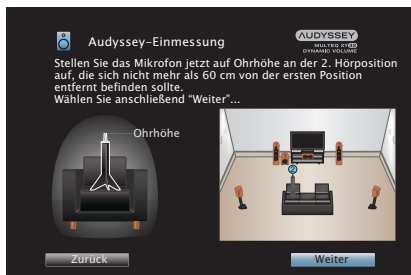 Audyssey-Einmessung
AUDYSSEY
MULTEQ XT32
DYNAMIC VOLUME
Stellen Sie das Mikrofon jetzt auf Ohrhöhe an der 2. Hörposition
auf, die sich nicht mehr als 60 cm von der ersten Position
entfernt befinden sollte.
Wählen Sie anschließend “Weiter”...
Ohrhöhe
2
Zurück
Weiter